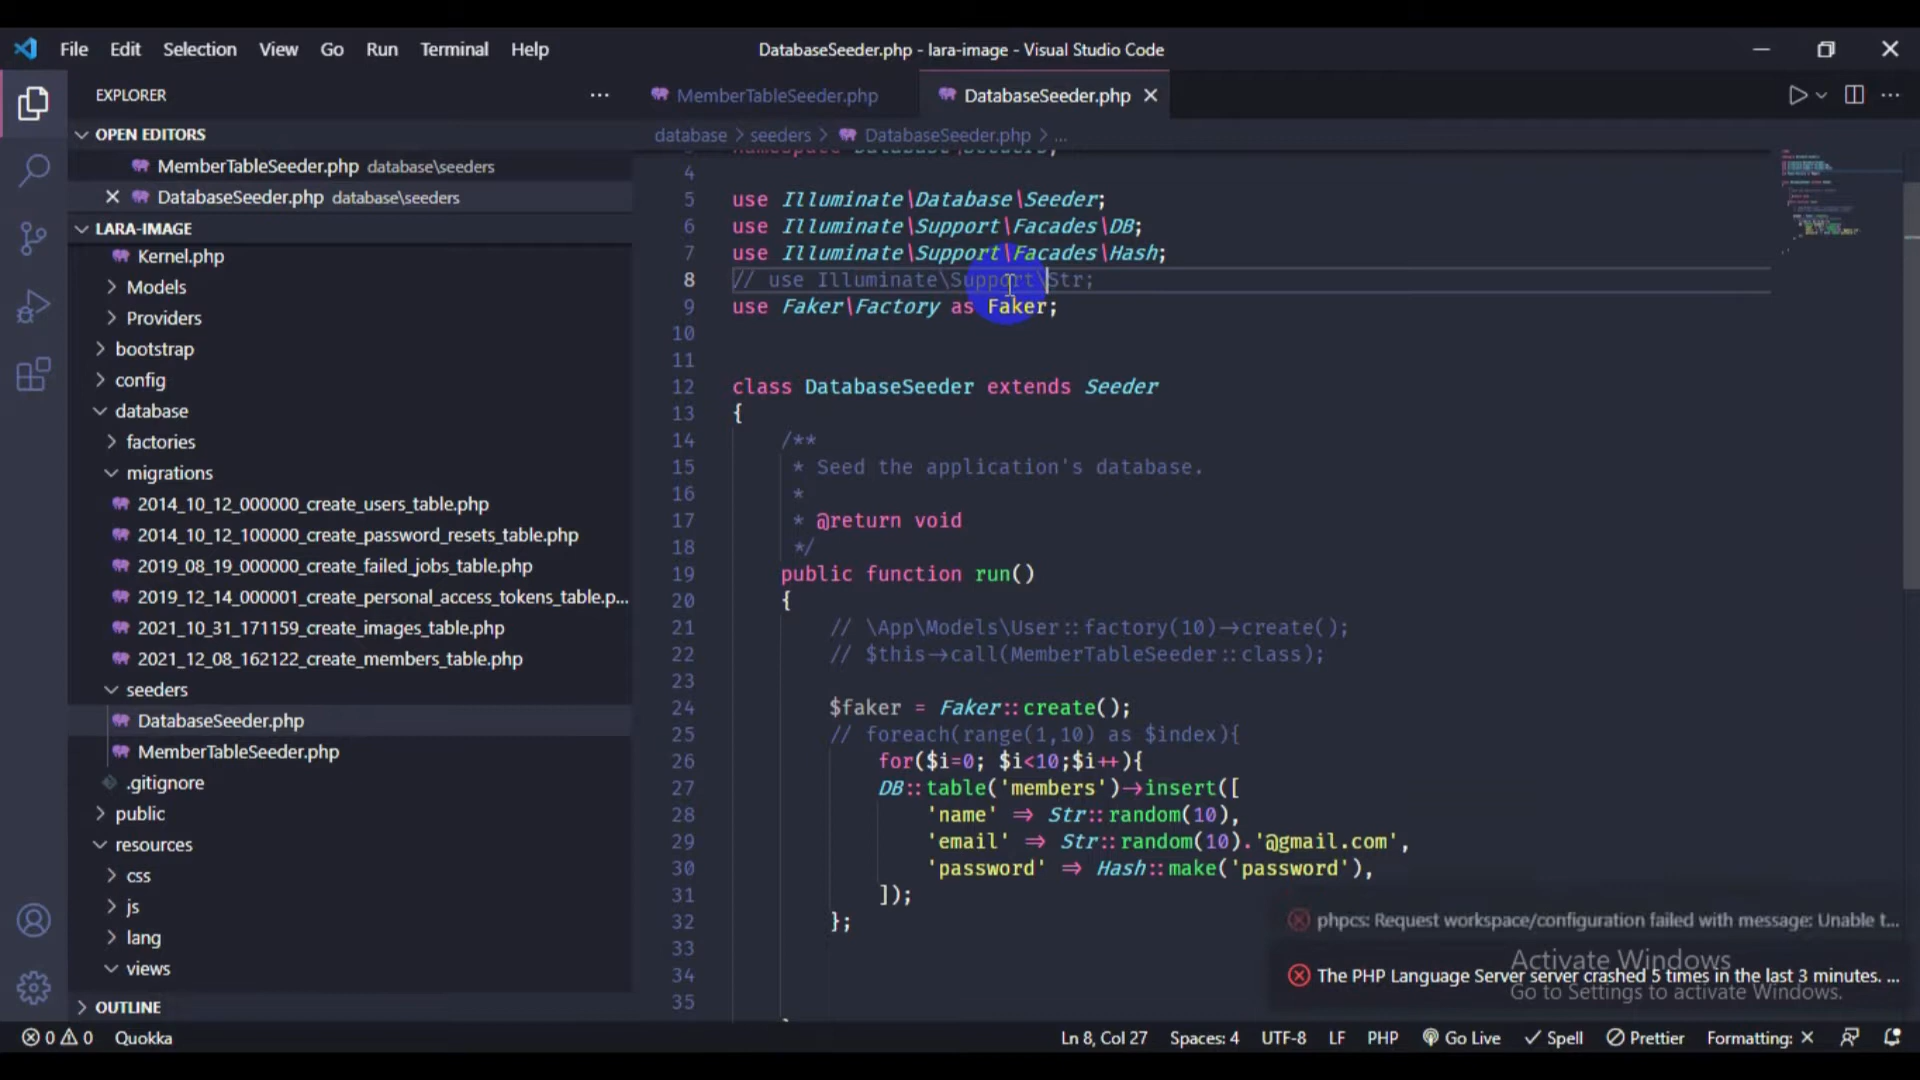 File Edit Selection View Go Run Terminal Help
DatabaseSeeder.php - lara-image - Visual Studio Code
EXPLORER
MemberTableSeeder.php
DatabaseSeeder.php
OPEN EDITORS
MemberTableSeeder.php database\seeders
DatabaseSeeder.php database\seeders
LARA-IMAGE
Kernel.php
Models
Providers
bootstrap
config
database
factories
migrations
2014_10_12_000000_create_users_table.php
2014_10_12_100000_create_password_resets_table.php
2019_08_19_000000_create_failed_jobs_table.php
2019_12_14_000001_create_personal_access_tokens_table.p...
2021_10_31_171159_create_images_table.php
2021_12_08_162122_create_members_table.php
seeders
DatabaseSeeder.php
MemberTableSeeder.php
.gitignore
public
resources
css
js
lang
views
OUTLINE
database > seeders > DatabaseSeeder.php > ...
namespace Database\Seeders;
4
5 use Illuminate\Database\Seeder;
6 use Illuminate\Support\Facades\DB;
7 use Illuminate\Support\Facades\Hash;
8 // use Illuminate\Support\Str;
9 use Faker\Factory as Faker;
10
11
12 class DatabaseSeeder extends Seeder
13 {
14 /**
15 * Seed the application's database.
16 *
17 * @return void
18 */
19 public function run()
20 {
21 // \App\Models\User::factory(10)->create();
22 // $this->call(MemberTableSeeder::class);
23
24 $faker = Faker::create();
25 // foreach(range(1,10) as $index){
26 for($i=0; $i<10;$i++){
27 DB::table('members')->insert([
28 'name' => Str::random(10),
29 'email' => Str::random(10).'@gmail.com',
30 'password' => Hash::make('password'),
31 ]);
32 };
33
34
35
phpcs: Request workspace/configuration failed with message: Unable t...
The PHP Language Server server crashed 5 times in the last 3 minutes. ...
Activate Windows
Go to Settings to activate Windows.
0 0 Quokka
Ln 8, Col 27 Spaces: 4 UTF-8 LF PHP Go Live Spell Prettier Formatting: ×